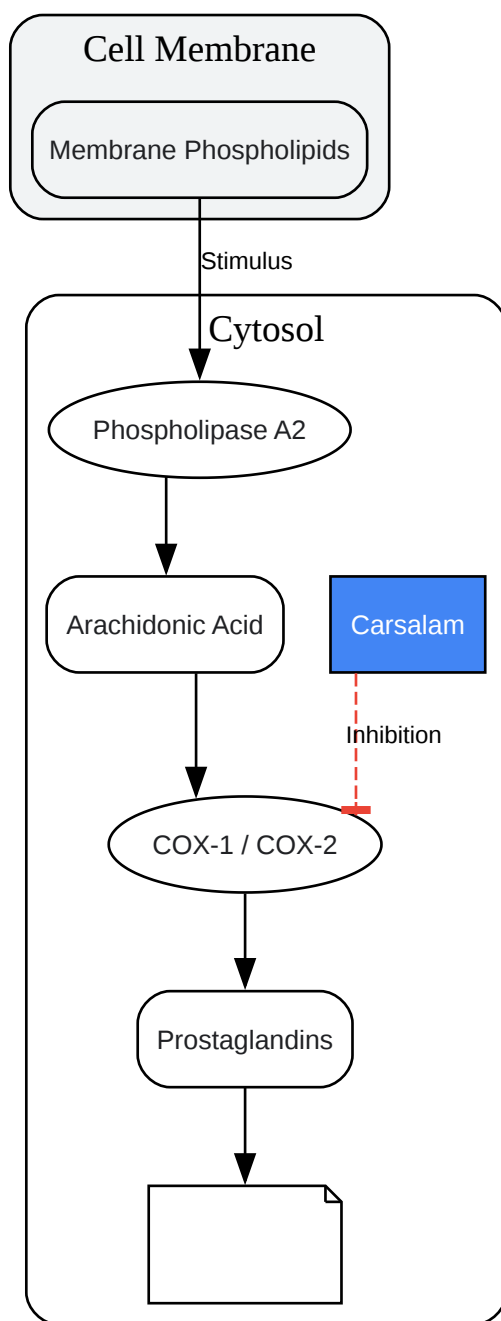 Cell Membrane
Membrane Phospholipids
Stimulus
Cytosol
Phospholipase A2
Arachidonic Acid
Carsalam
Inhibition
COX-1 / COX-2
Prostaglandins